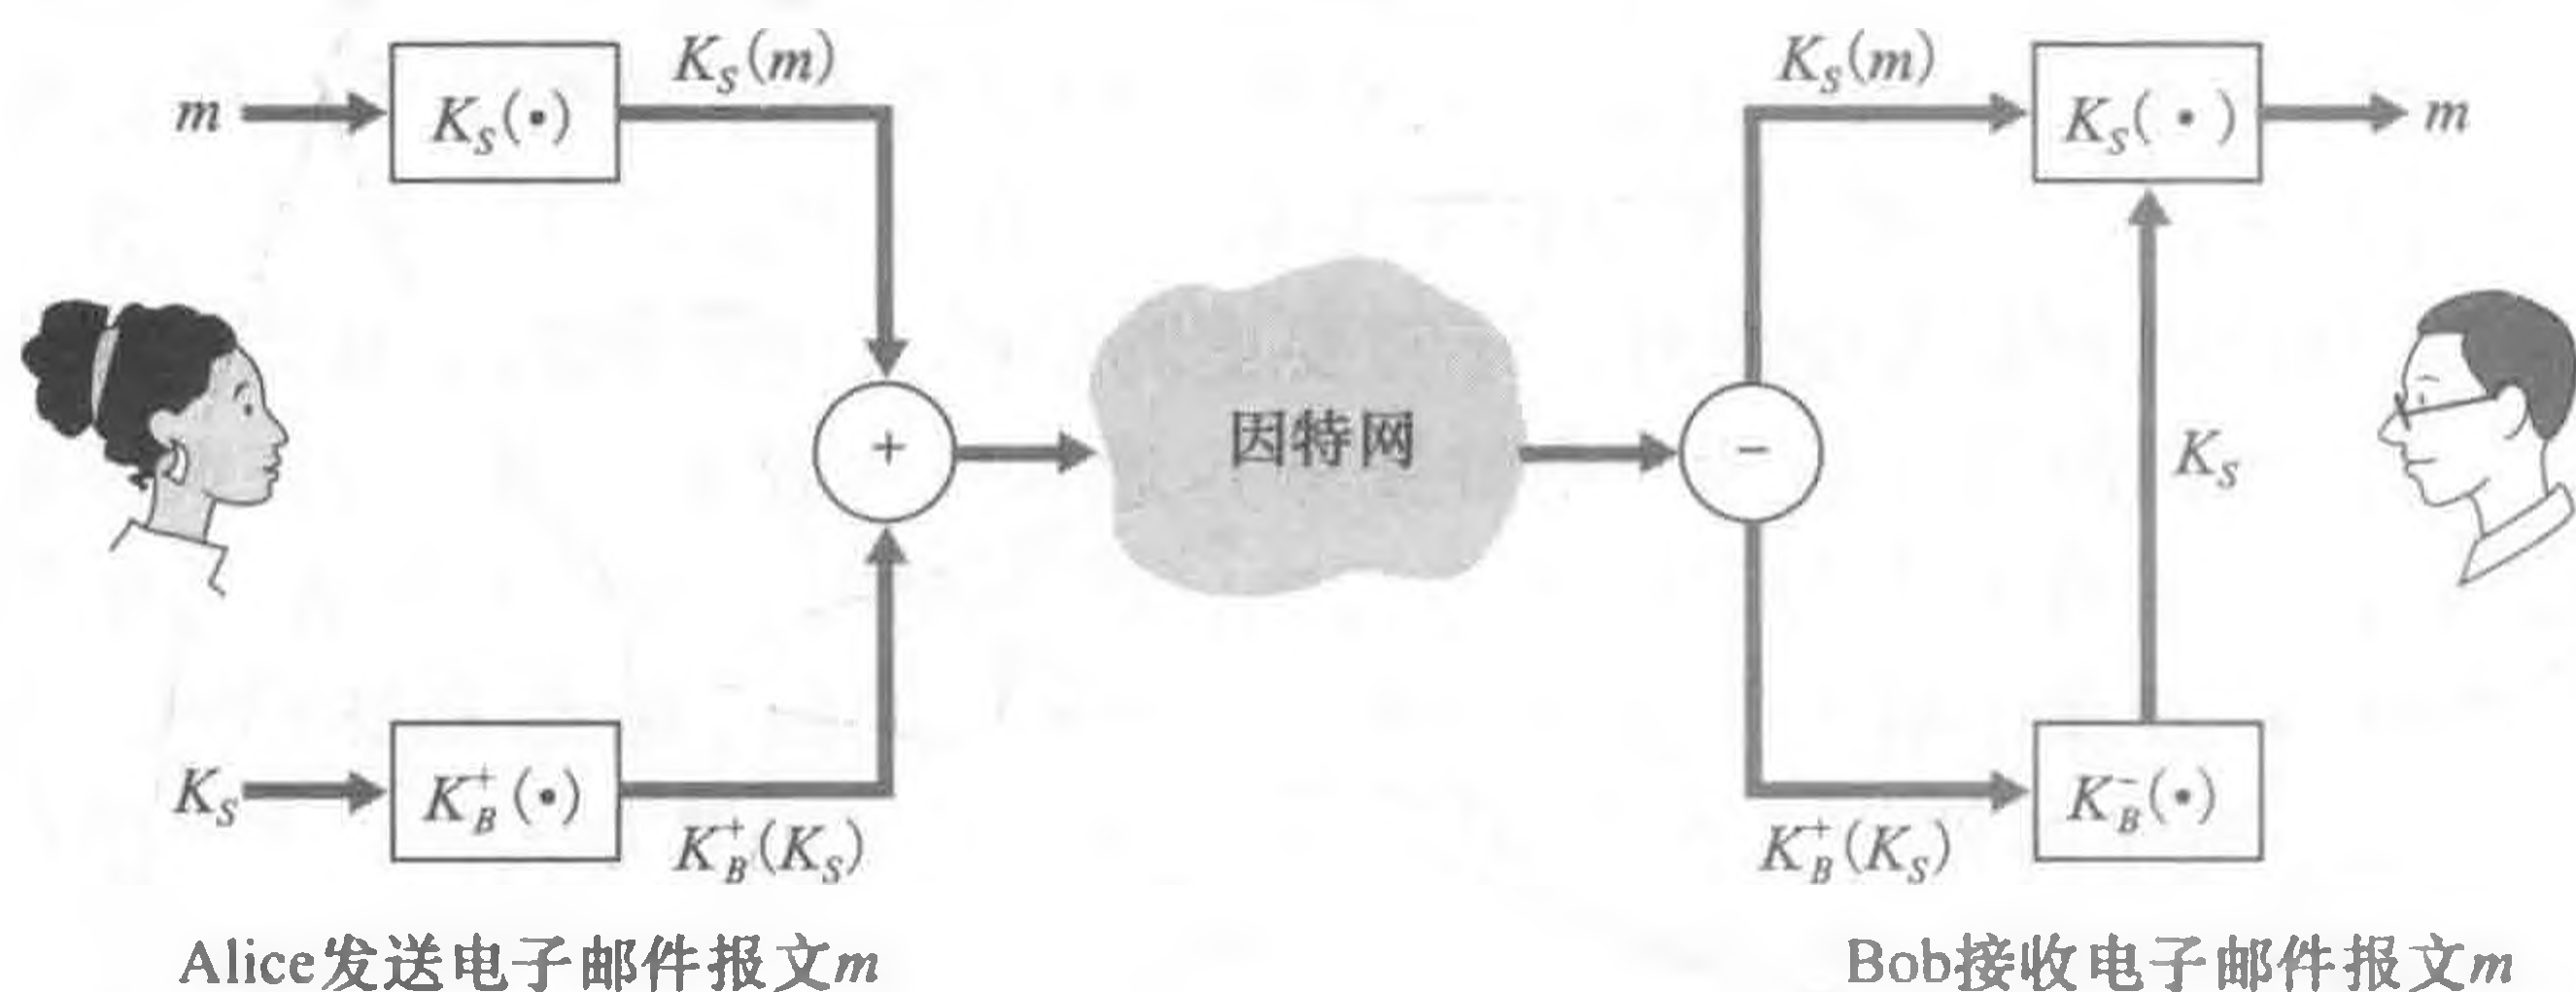 m
K_S(•)
K_S(m)
K_S
K_B^+(•)
K_B^+(K_S)
+
因特网
−
K_S(m)
K_S(•)
m
K_S
K_B^+(K_S)
K_B^-(•)
Alice发送电子邮件报文m
Bob接收电子邮件报文m